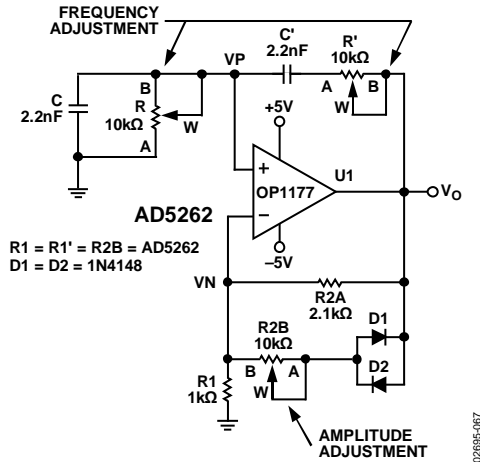 FREQUENCY
ADJUSTMENT
C
2.2nF
B
R
10kΩ
W
A
VP
C'
2.2nF
R'
10kΩ
A
B
W
+5V
+
–
OP1177
U1
–5V
VO
AD5262
R1 = R1' = R2B = AD5262
D1 = D2 = 1N4148
VN
R2A
2.1kΩ
D1
D2
R2B
10kΩ
B
A
W
R1
1kΩ
AMPLITUDE
ADJUSTMENT
02695-067